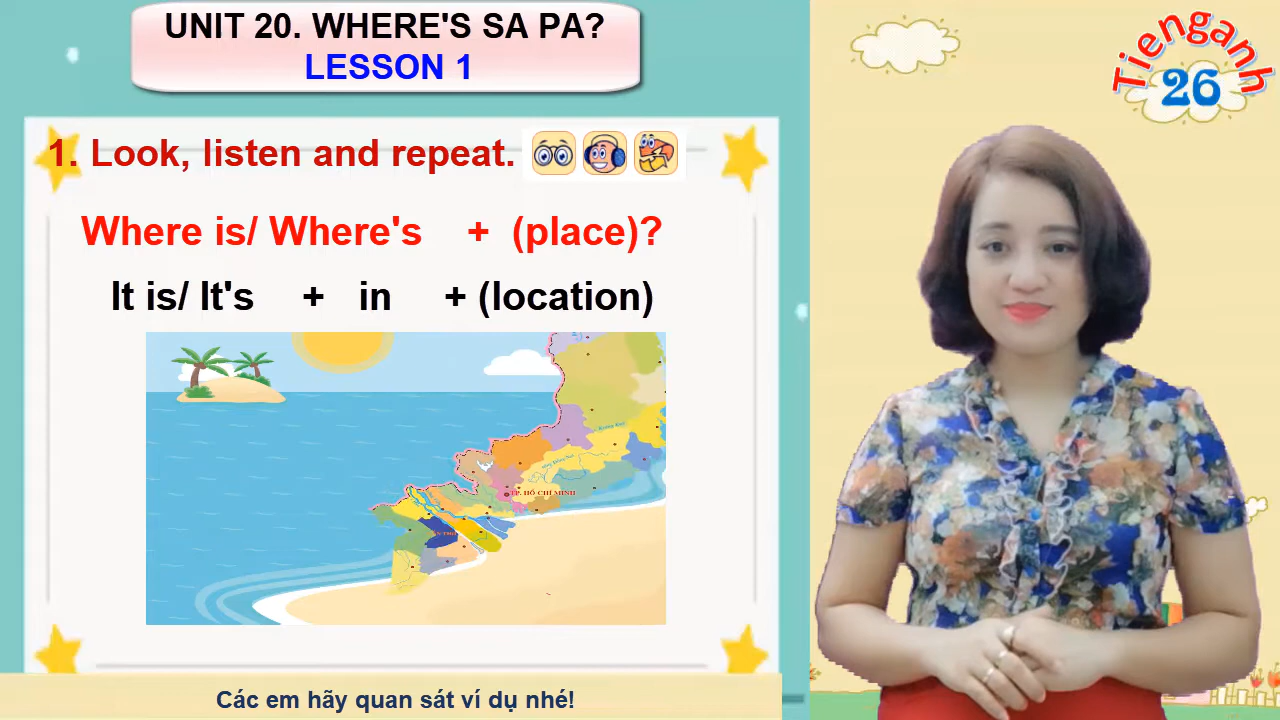 UNIT 20. WHERE'S SA PA?
LESSON 1
Tienganh
26
1. Look, listen and repeat.
Where is/ Where's + (place)?
It is/ It's + in + (location)
TP. HỒ CHÍ MINH
Các em hãy quan sát ví dụ nhé!